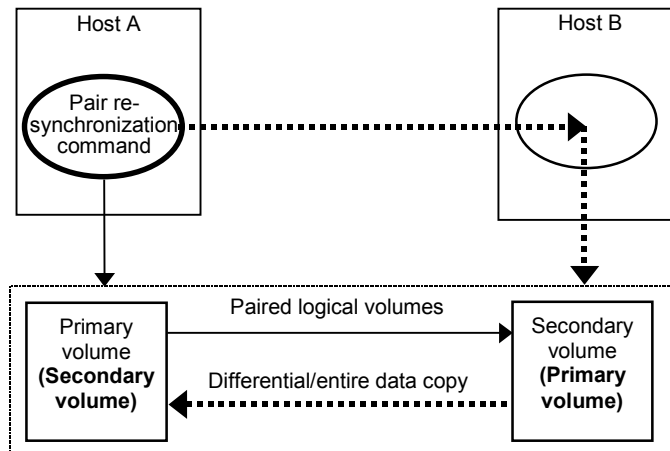 Host A
Host B
Pair re-
synchronization
command
Paired logical volumes
Primary
volume
(Secondary
volume)
Secondary
volume
(Primary
volume)
Differential/entire data copy